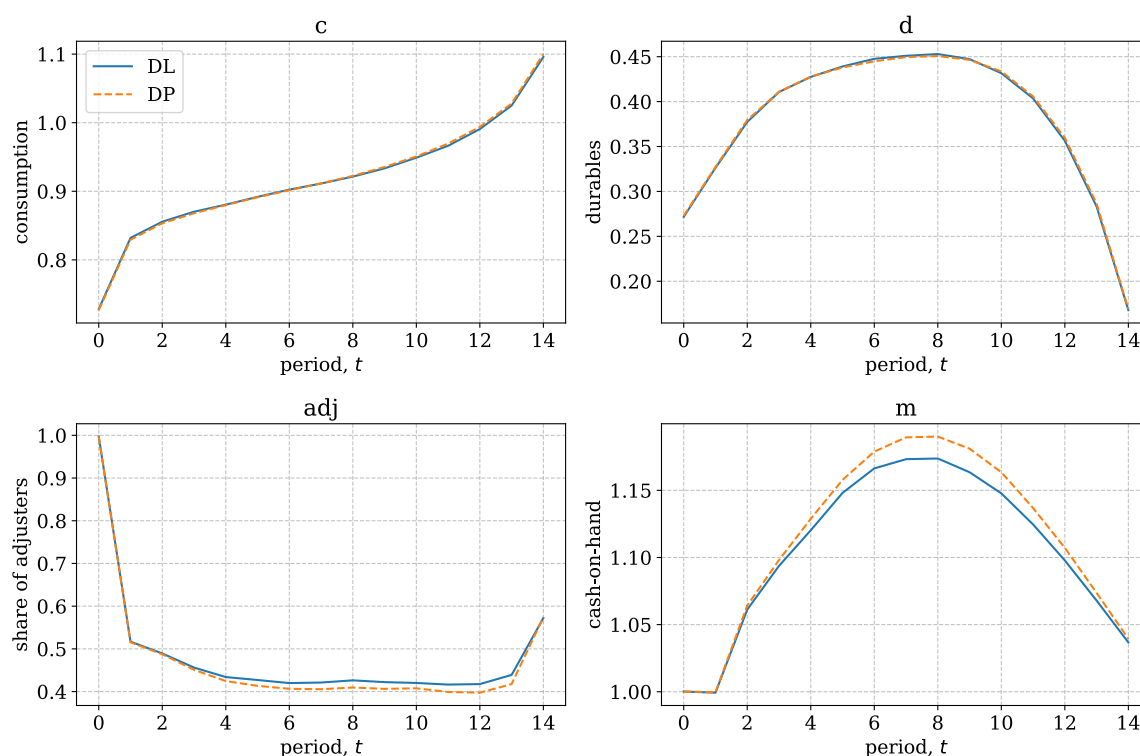 c
1.1
1.0
0.9
0.8
consumption
DL
DP
0 2 4 6 8 10 12 14
period, t
d
0.45
0.40
0.35
0.30
0.25
0.20
durables
0 2 4 6 8 10 12 14
period, t
adj
1.0
0.9
0.8
0.7
0.6
0.5
0.4
share of adjusters
0 2 4 6 8 10 12 14
period, t
m
1.15
1.10
1.05
1.00
cash-on-hand
0 2 4 6 8 10 12 14
period, t